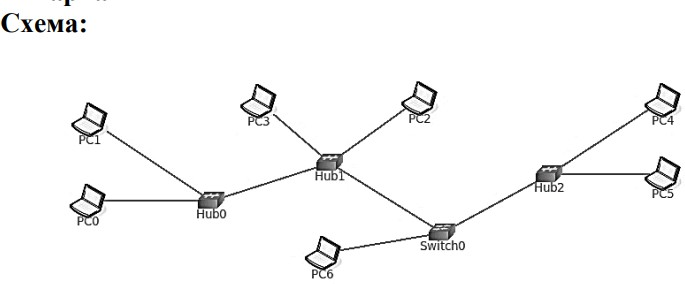 Схема:
PC3
PC2
PC4
PC1
Hub1
Hub2
PC5
PC0
Hub0
Switch0
PC6